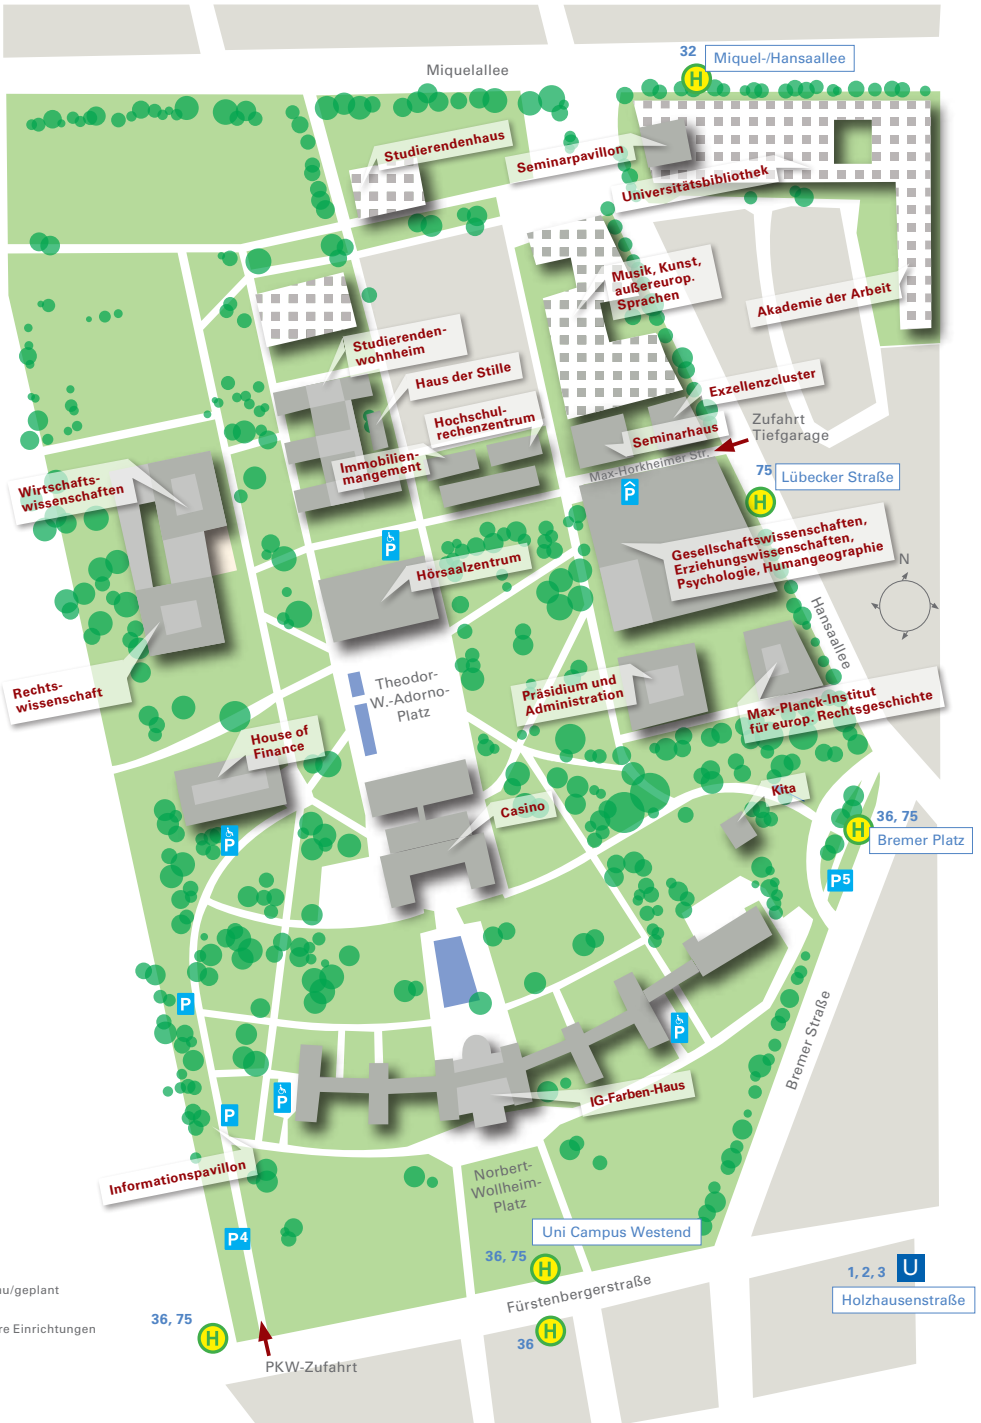 32
Miquel-/Hansaallee
H
Miquelallee
Studierendenhaus
Seminarpavillon
Universitätsbibliothek
Musik, Kunst,
außereurop.
Sprachen
Akademie der Arbeit
Studierenden-
wohnheim
Haus der Stille
Exzellenzcluster
Hochschul-
rechenzentrum
Seminarhaus
Zufahrt
Tiefgarage
Immobilien-
mangement
Max-Horkheimer Str.
75
Lübecker Straße
H
P
Wirtschafts-
wissenschaften
P
Gesellschaftswissenschaften,
Erziehungswissenschaften,
Psychologie, Humangeographie
Hörsaalzentrum
N
Hansaallee
Rechts-
wissenschaft
Theodor-
W.-Adorno-
Platz
Präsidium und
Administration
Max-Planck-Institut
für europ. Rechtsgeschichte
House of
Finance
Kita
Casino
36, 75
H
Bremer Platz
P
P5
P
P
Bremer Straße
P
P
IG-Farben-Haus
Informationspavillon
Norbert-
Wollheim-
Platz
P4
Uni Campus Westend
36, 75
H
1, 2, 3
U
Holzhausenstraße
Fürstenbergerstraße
au/geplant
36, 75
H
36
H
re Einrichtungen
PKW-Zufahrt